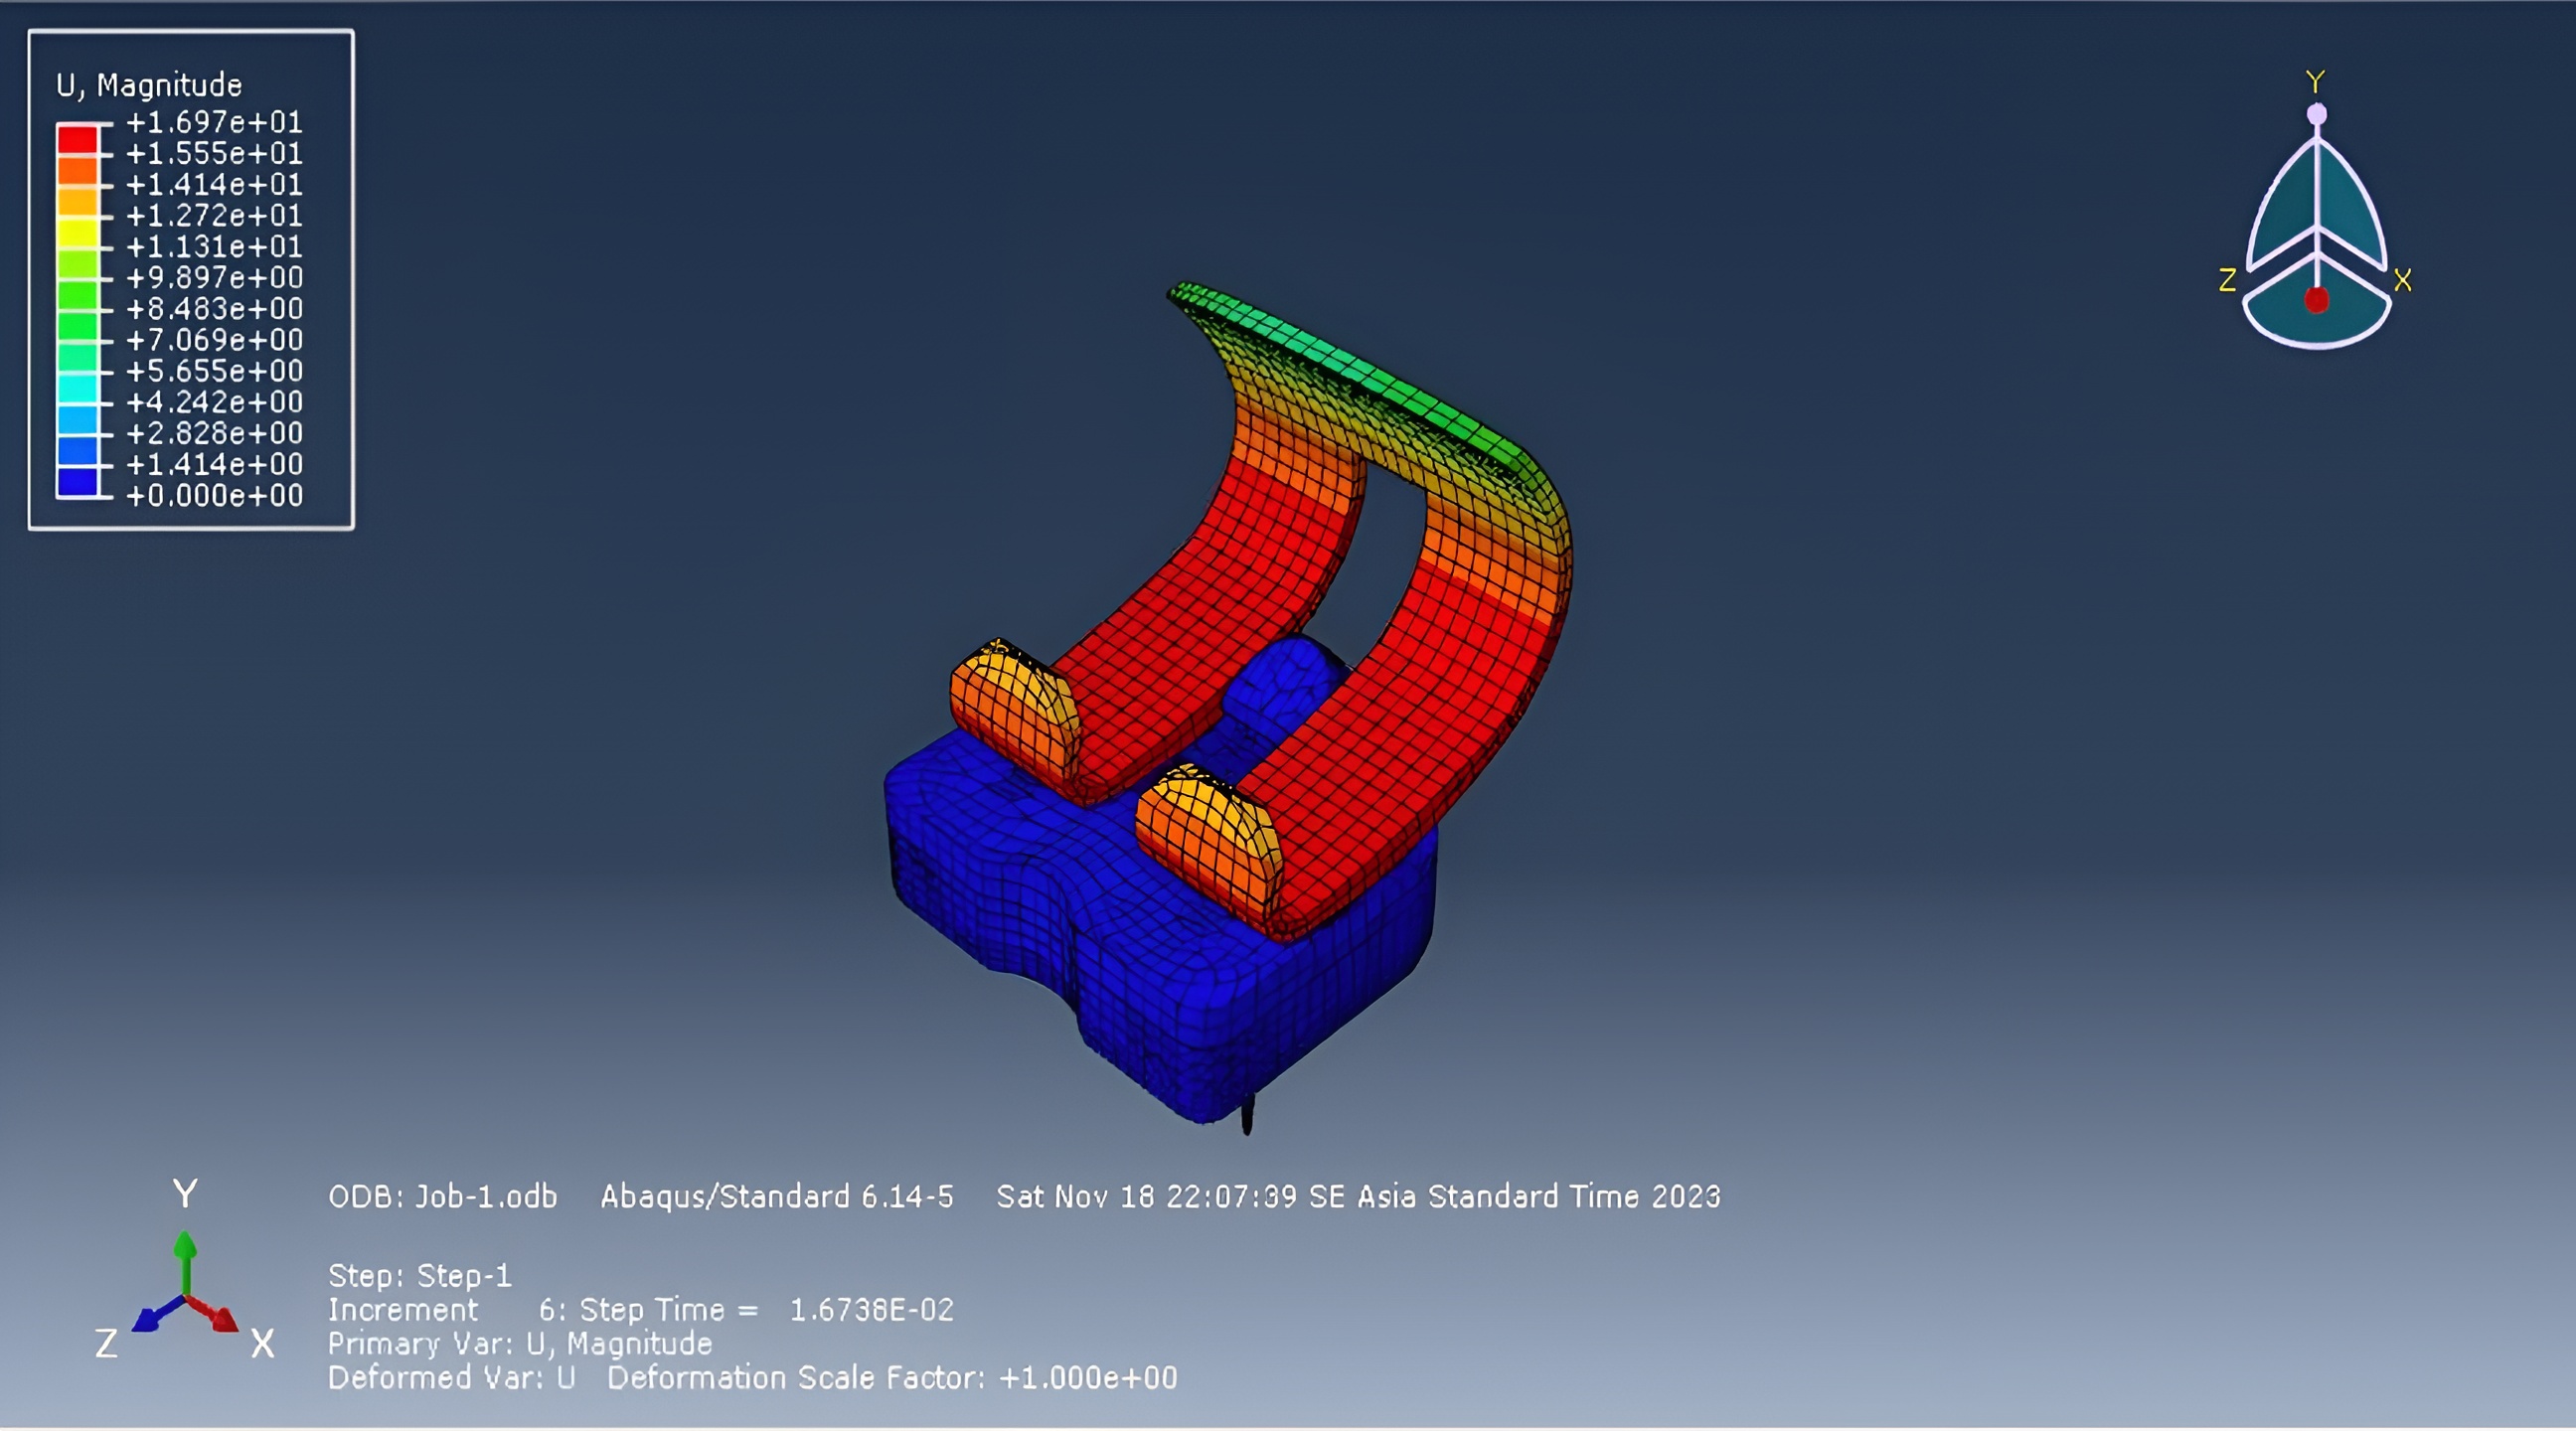 U, Magnitude
+1.697e+01
+1.555e+01
+1.414e+01
+1.272e+01
+1.131e+01
+9.897e+00
+8.483e+00
+7.069e+00
+5.655e+00
+4.242e+00
+2.828e+00
+1.414e+00
+0.000e+00
Y
Z X
ODB: Job-1.odb Abaqus/Standard 6.14-5 Sat Nov 18 22:07:39 SE Asia Standard Time 2023
Y
Z X
Step: Step-1
Increment 6: Step Time = 1.6738E-02
Primary Var: U, Magnitude
Deformed Var: U Deformation Scale Factor: +1.000e+00